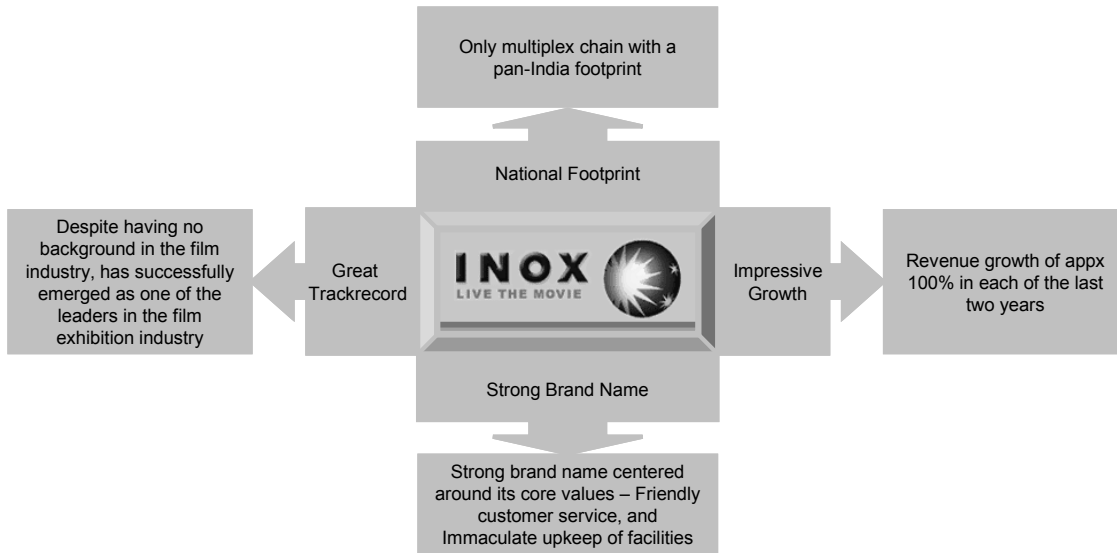 Only multiplex chain with a
pan-India footprint
National Footprint
Despite having no
background in the film
industry, has successfully
emerged as one of the
leaders in the film
exhibition industry
Great
Trackrecord
INOX
LIVE THE MOVIE
Impressive
Growth
Revenue growth of appx
100% in each of the last
two years
Strong Brand Name
Strong brand name centered
around its core values – Friendly
customer service, and
Immaculate upkeep of facilities